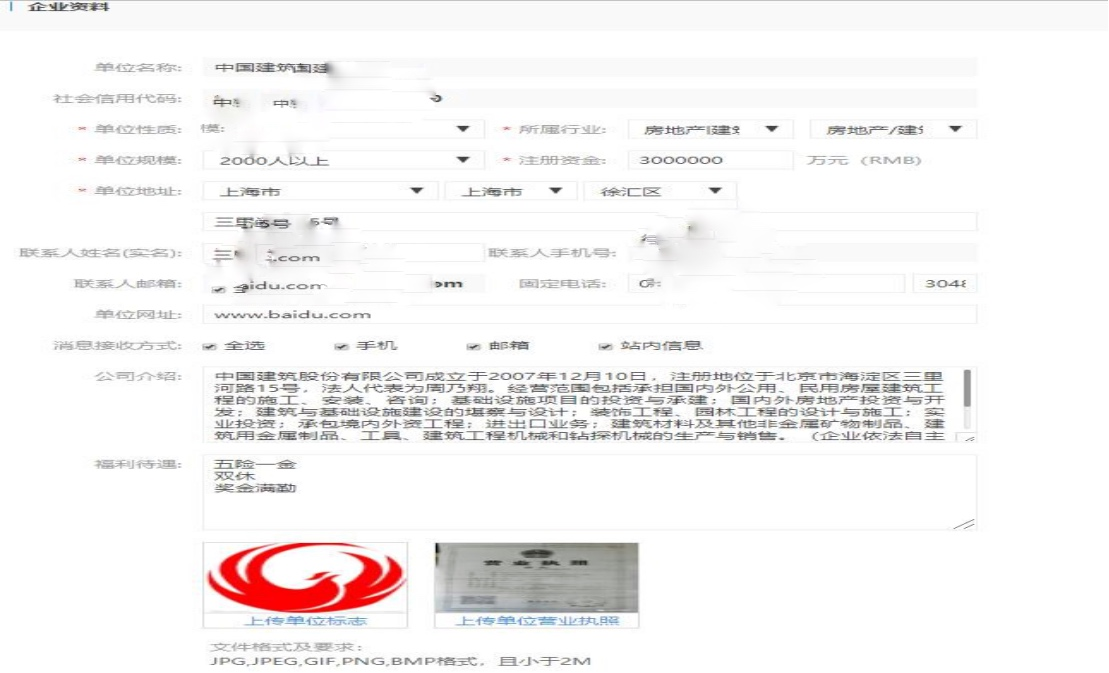 企业资料
单位名称: 中国建筑
社会信用代码:
* 单位性质: * 所属行业: 房地产/建 房地产/建
* 单位规模: 2000人以上 * 注册资金: 3000000 万元 (RMB)
* 单位地址: 上海市 上海市 徐汇区
三里 5号
联系人姓名(实名): .com 联系人手机号:
联系人邮箱: aidu.com om 固定电话: 3048
单位网址: www.baidu.com
消息接收方式: 全选 手机 邮箱 站内信息
公司介绍: 中国建筑股份有限公司成立于2007年12月10日，注册地位于北京市海淀区三里
河路15号，法人代表为周乃翔。经营范围包括承担国内外公用、民用房屋建筑工
程的施工、安装、咨询；基础设施项目的投资与承建；国内外房地产投资与开
发；建筑与基础设施建设的堪察与设计；装饰工程、园林工程的设计与施工；实
业投资；承包境内外资工程；进出口业务；建筑材料及其他非金属矿物制品、建
筑用金属制品、工具、建筑工程机械和钻探机械的生产与销售。（企业依法自主
福利待遇: 五险一金
双休
奖金满勤
营业执照
上传单位标志 上传单位营业执照
文件格式及要求：
JPG,JPEG,GIF,PNG,BMP格式，且小于2M